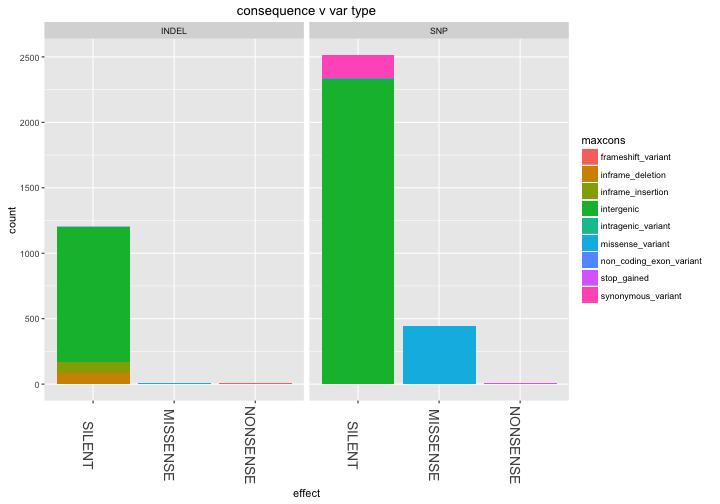 consequence v var type
INDEL
SNP
count
2500
2000
1500
1000
500
0
SILENT
MISSENSE
NONSENSE
SILENT
MISSENSE
NONSENSE
effect
maxcons
frameshift_variant
inframe_deletion
inframe_insertion
intergenic
intragenic_variant
missense_variant
non_coding_exon_variant
stop_gained
synonymous_variant